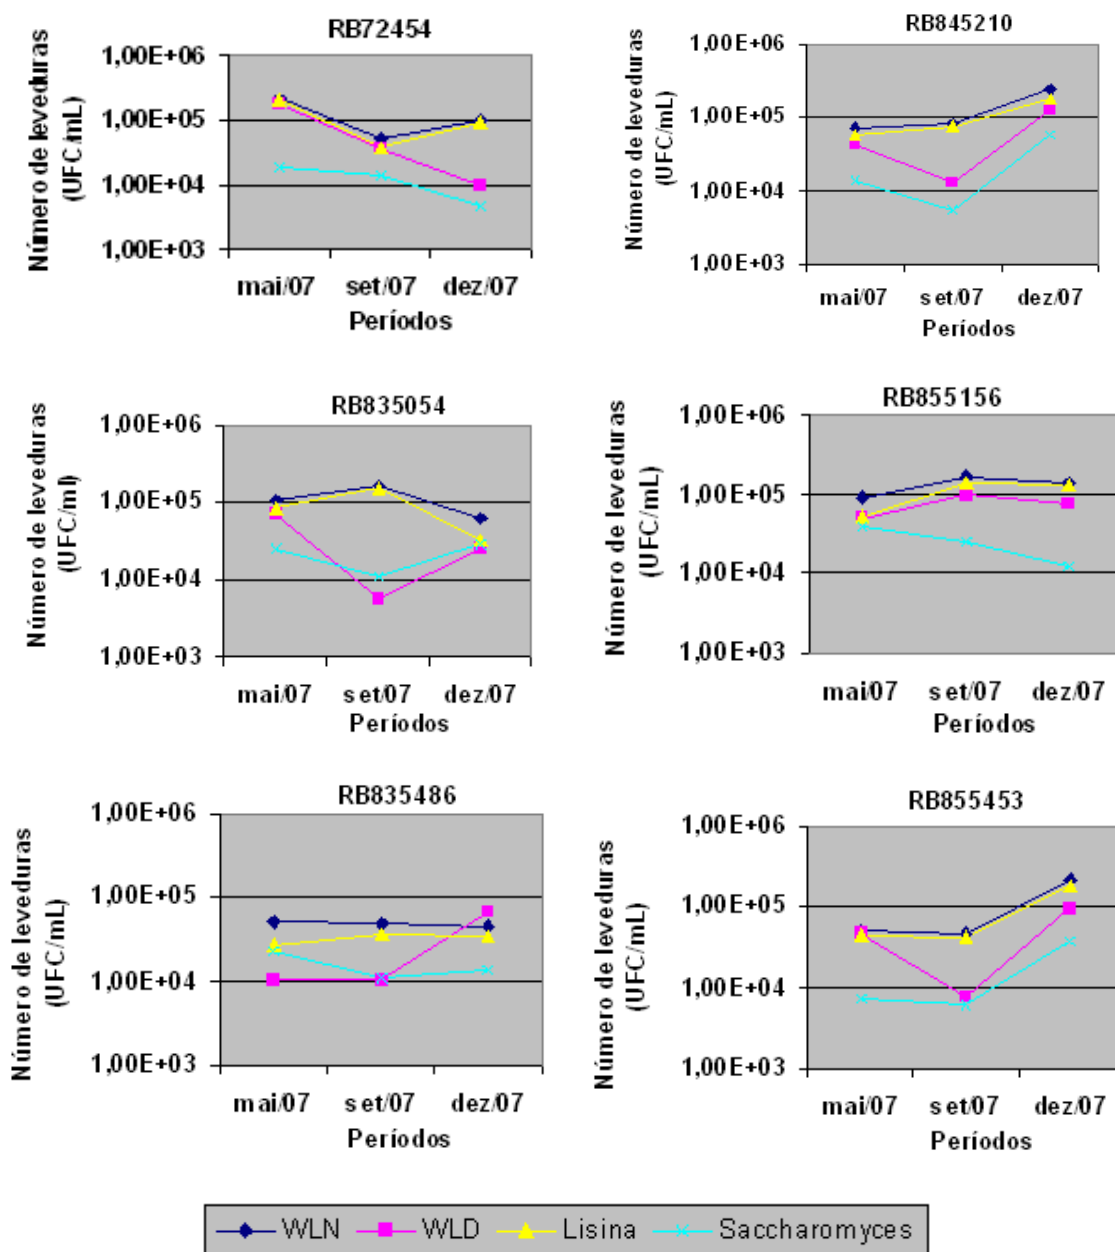 RB72454
Número de leveduras
(UFC/mL)
1,00E+06
1,00E+05
1,00E+04
1,00E+03
mai/07 set/07 dez/07
Períodos
RB845210
Número de leveduras
(UFC/mL)
1,00E+06
1,00E+05
1,00E+04
1,00E+03
mai/07 set/07 dez/07
Períodos
RB835054
Número de leveduras
(UFC/ml)
1,00E+06
1,00E+05
1,00E+04
1,00E+03
mai/07 set/07 dez/07
Períodos
RB855156
Número de leveduras
(UFC/mL)
1,00E+06
1,00E+05
1,00E+04
1,00E+03
mai/07 set/07 dez/07
Períodos
RB835486
Número de leveduras
(UFC/mL)
1,00E+06
1,00E+05
1,00E+04
1,00E+03
mai/07 set/07 dez/07
Períodos
RB855453
Número de leveduras
(UFC/mL)
1,00E+06
1,00E+05
1,00E+04
1,00E+03
mai/07 set/07 dez/07
Períodos
WLN WLD Lisina Saccharomyces